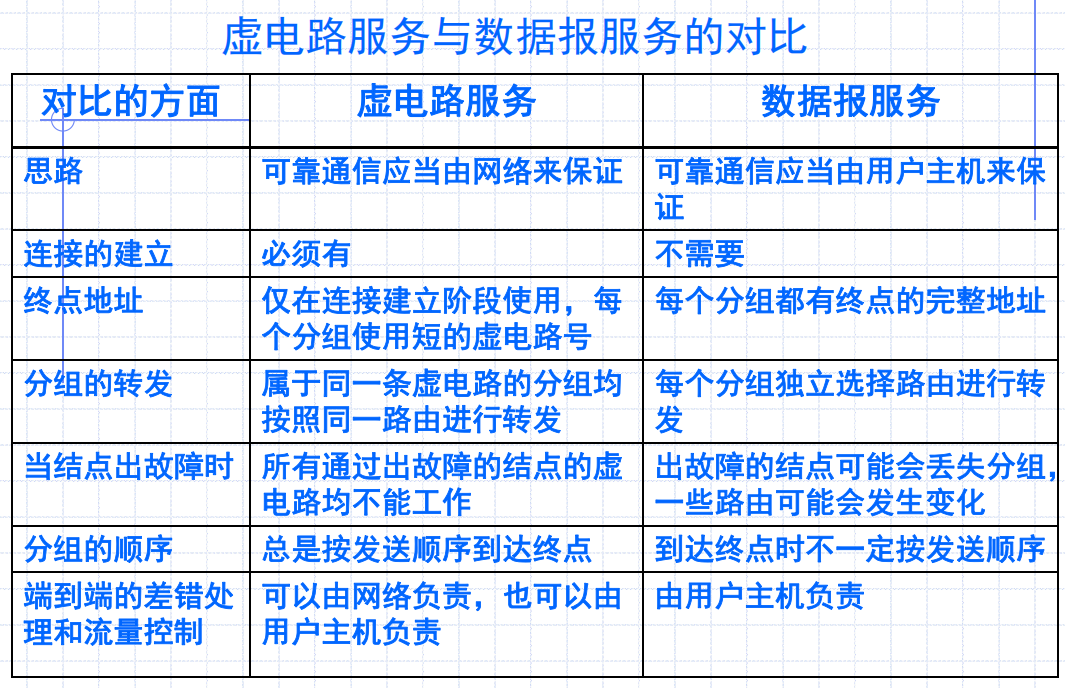 虚电路服务与数据报服务的对比
对比的方面
虚电路服务
数据报服务
思路
可靠通信应当由网络来保证
可靠通信应当由用户主机来保
证
连接的建立
必须有
不需要
终点地址
仅在连接建立阶段使用，每
个分组使用短的虚电路号
每个分组都有终点的完整地址
分组的转发
属于同一条虚电路的分组均
按照同一路由进行转发
每个分组独立选择路由进行转
发
当结点出故障时
所有通过出故障的结点的虚
电路均不能工作
出故障的结点可能会丢失分组，
一些路由可能会发生变化
分组的顺序
总是按发送顺序到达终点
到达终点时不一定按发送顺序
端到端的差错处
理和流量控制
可以由网络负责，也可以由
用户主机负责
由用户主机负责